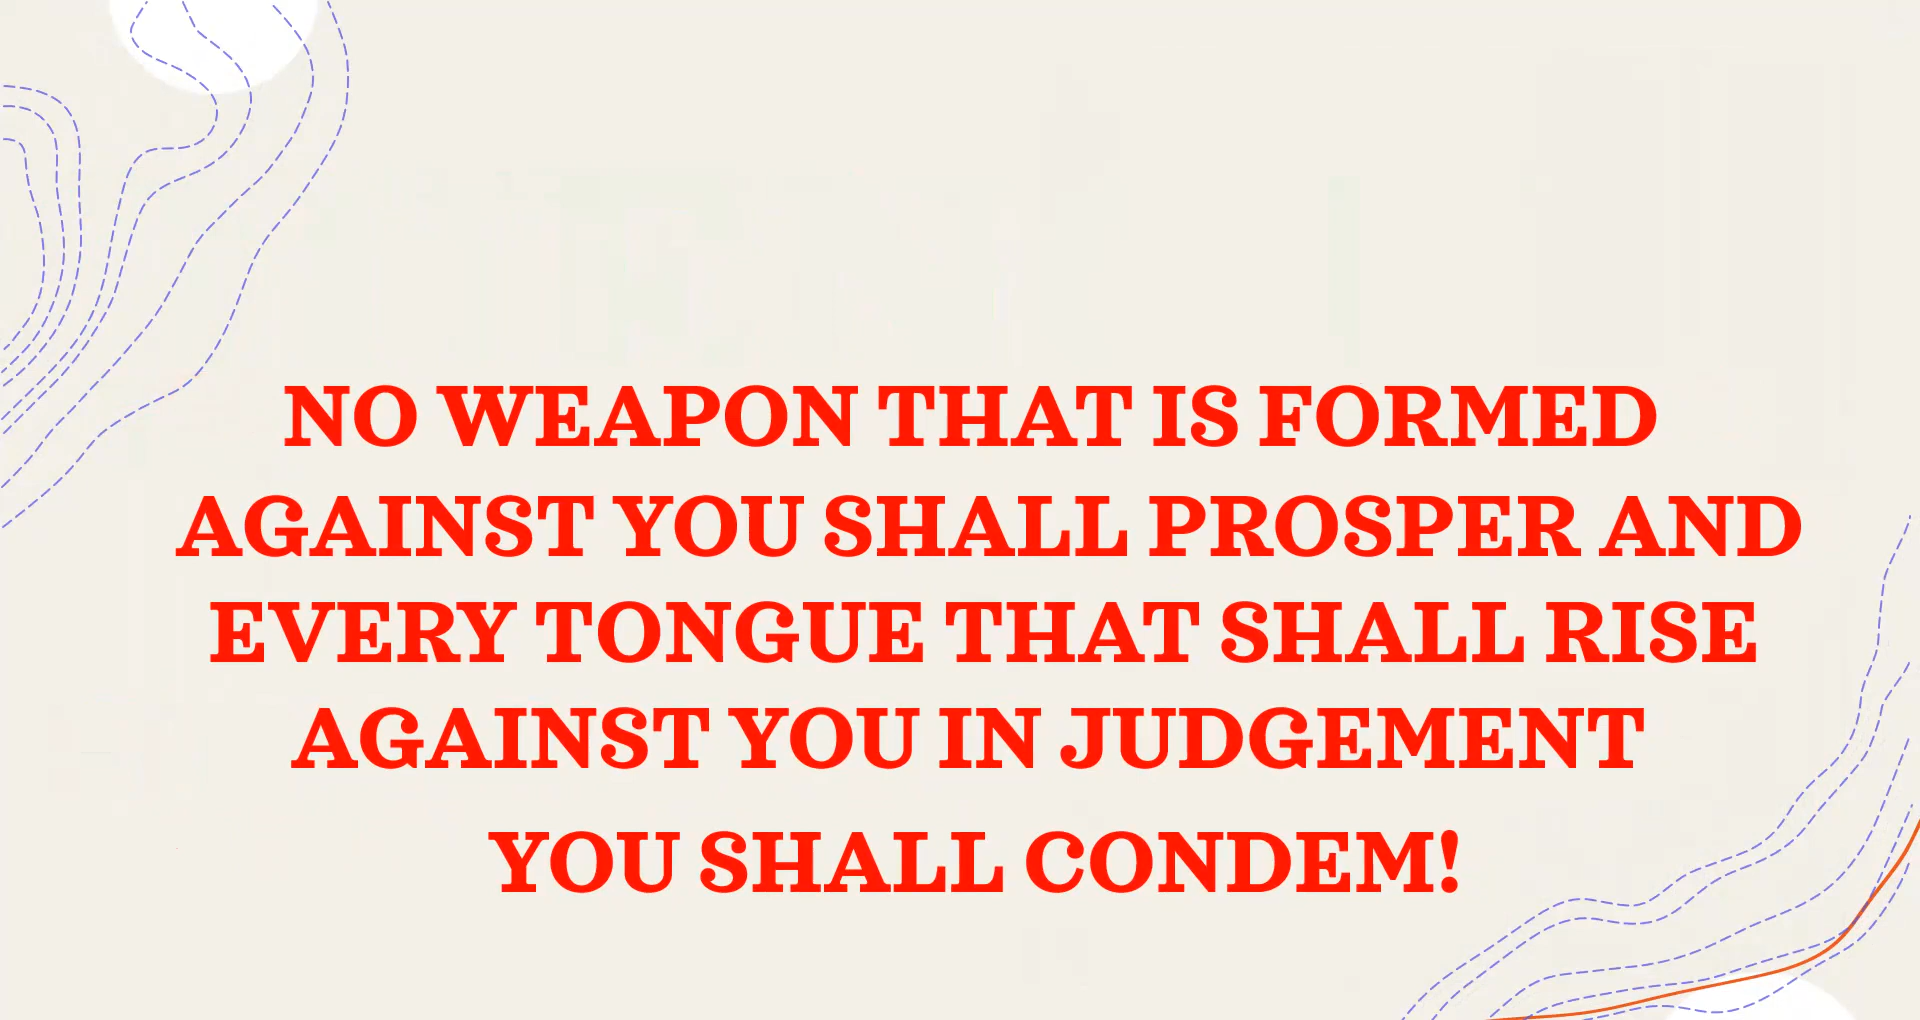 NO WEAPON THAT IS FORMED
AGAINST YOU SHALL PROSPER AND
EVERY TONGUE THAT SHALL RISE
AGAINST YOU IN JUDGEMENT
YOU SHALL CONDEM!